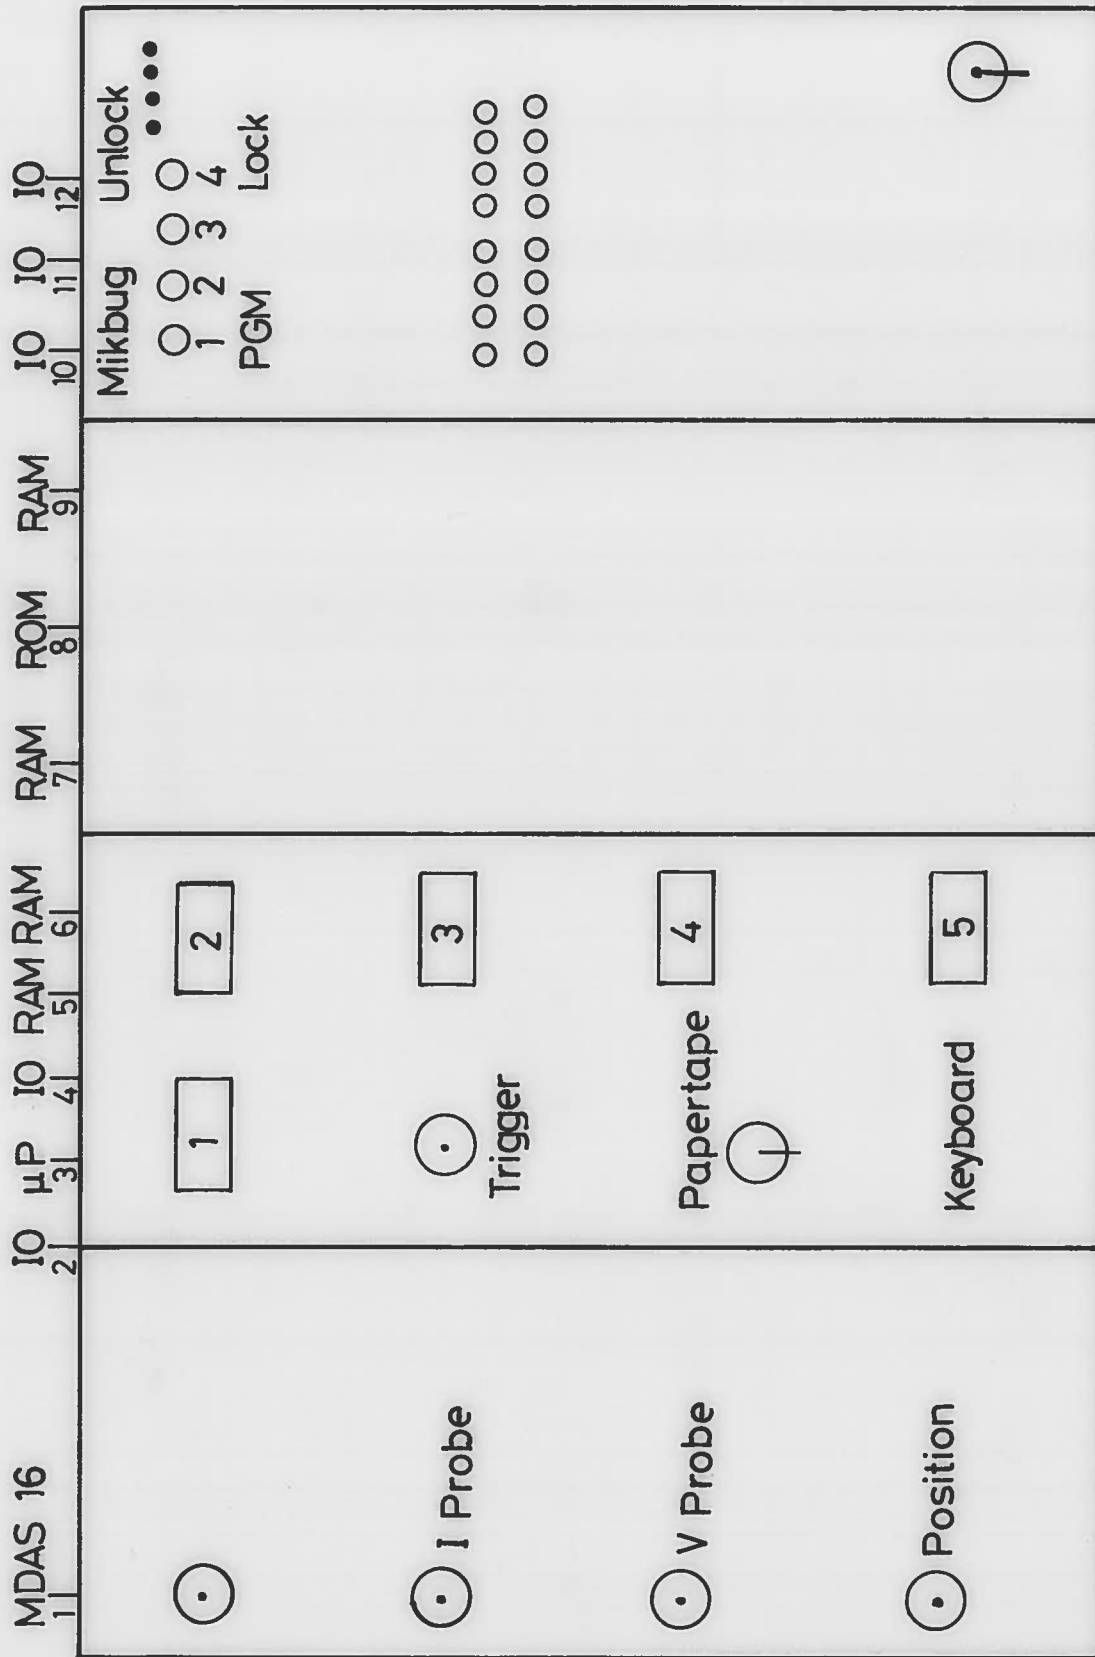 MDAS 16 IO µP IO RAM RAM RAM ROM RAM IO IO IO
1 2 3 4 5 6 7 8 9 10 11 12
Mikbug Unlock
1 2 3 4
PGM Lock
1 2
I Probe
Trigger
3
V Probe
Papertape
4
Position
Keyboard
5